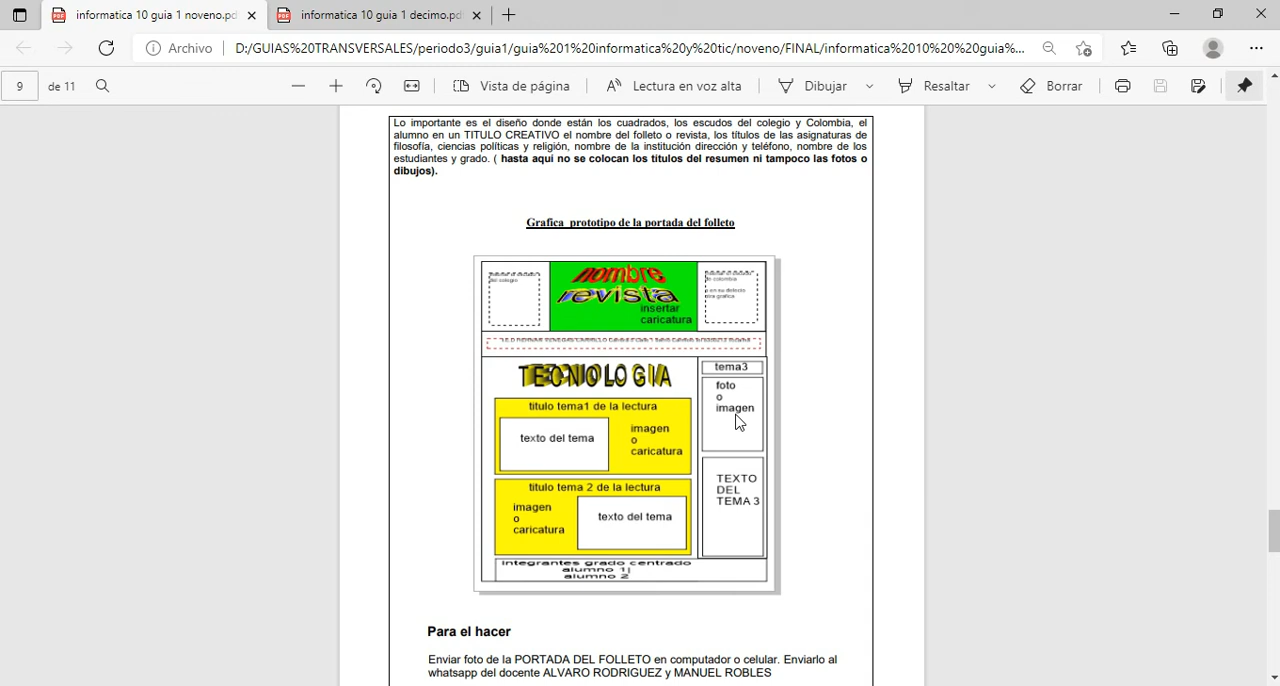 informatica 10 guia 1 noveno.pd
informatica 10 guia 1 decimo.pd
Archivo
D:/GUIAS%20TRANSVERSALES/periodo3/guia1/guia%201%20informatica%20y%20tic/noveno/FINAL/informatica%2010%20%20guia%...
9
de 11
Vista de página
Lectura en voz alta
Dibujar
Resaltar
Borrar
Lo importante es el diseño donde están los cuadrados, los escudos del colegio y Colombia, el
alumno en un TITULO CREATIVO el nombre del folleto o revista, los títulos de las asignaturas de
filosofía, ciencias políticas y religión, nombre de la institución dirección y teléfono, nombre de los
estudiantes y grado. ( hasta aquí no se colocan los títulos del resumen ni tampoco las fotos o
dibujos).
Grafica prototipo de la portada del folleto
del colegio
nombre
revista
insertar
caricatura
de colombia
TECNOLOGIA
titulo tema1 de la lectura
texto del tema
imagen
o
caricatura
titulo tema 2 de la lectura
imagen
o
caricatura
texto del tema
tema3
foto
o
imagen
TEXTO
DEL
TEMA 3
integrantes grado centrado
alumno 1j
alumno 2
Para el hacer
Enviar foto de la PORTADA DEL FOLLETO en computador o celular. Enviarlo al
whatsapp del docente ALVARO RODRIGUEZ y MANUEL ROBLES